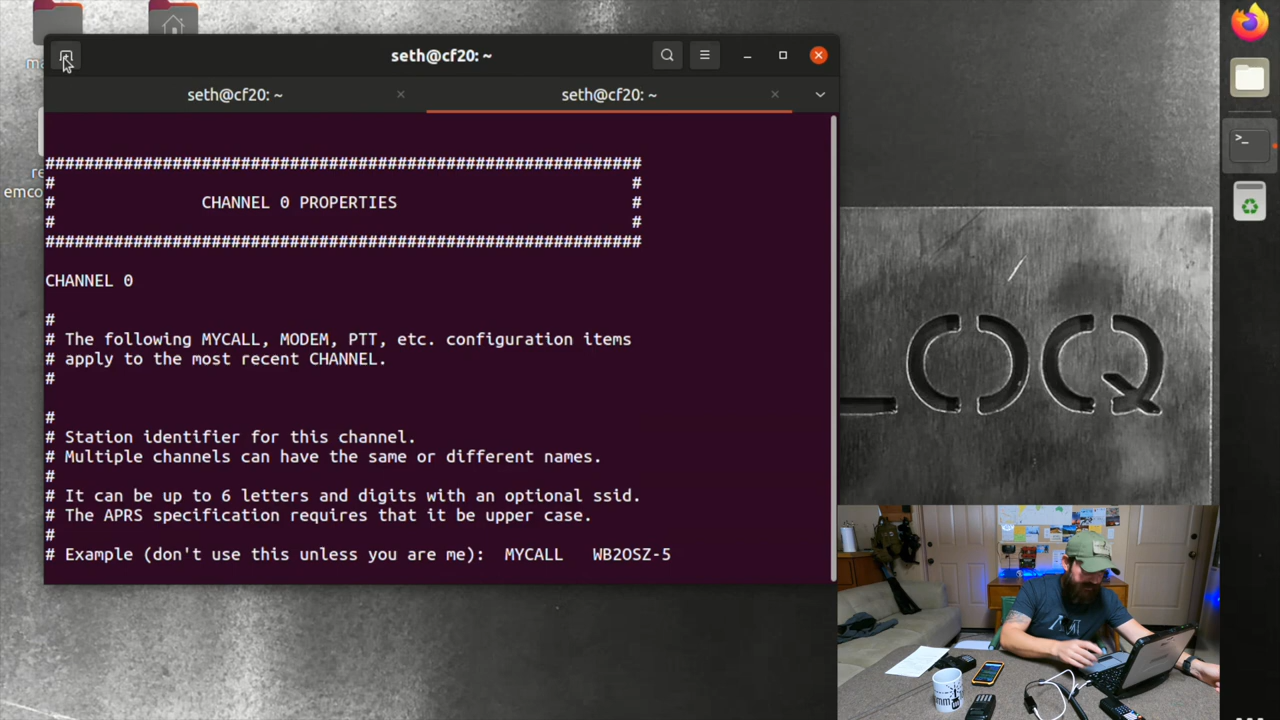 seth@cf20: ~
seth@cf20: ~
seth@cf20: ~
################################################################
# #
# CHANNEL 0 PROPERTIES #
# #
################################################################
CHANNEL 0
#
# The following MYCALL, MODEM, PTT, etc. configuration items
# apply to the most recent CHANNEL.
#
#
# Station identifier for this channel.
# Multiple channels can have the same or different names.
#
# It can be up to 6 letters and digits with an optional ssid.
# The APRS specification requires that it be upper case.
#
# Example (don't use this unless you are me): MYCALL WB2OSZ-5
emco
OQ